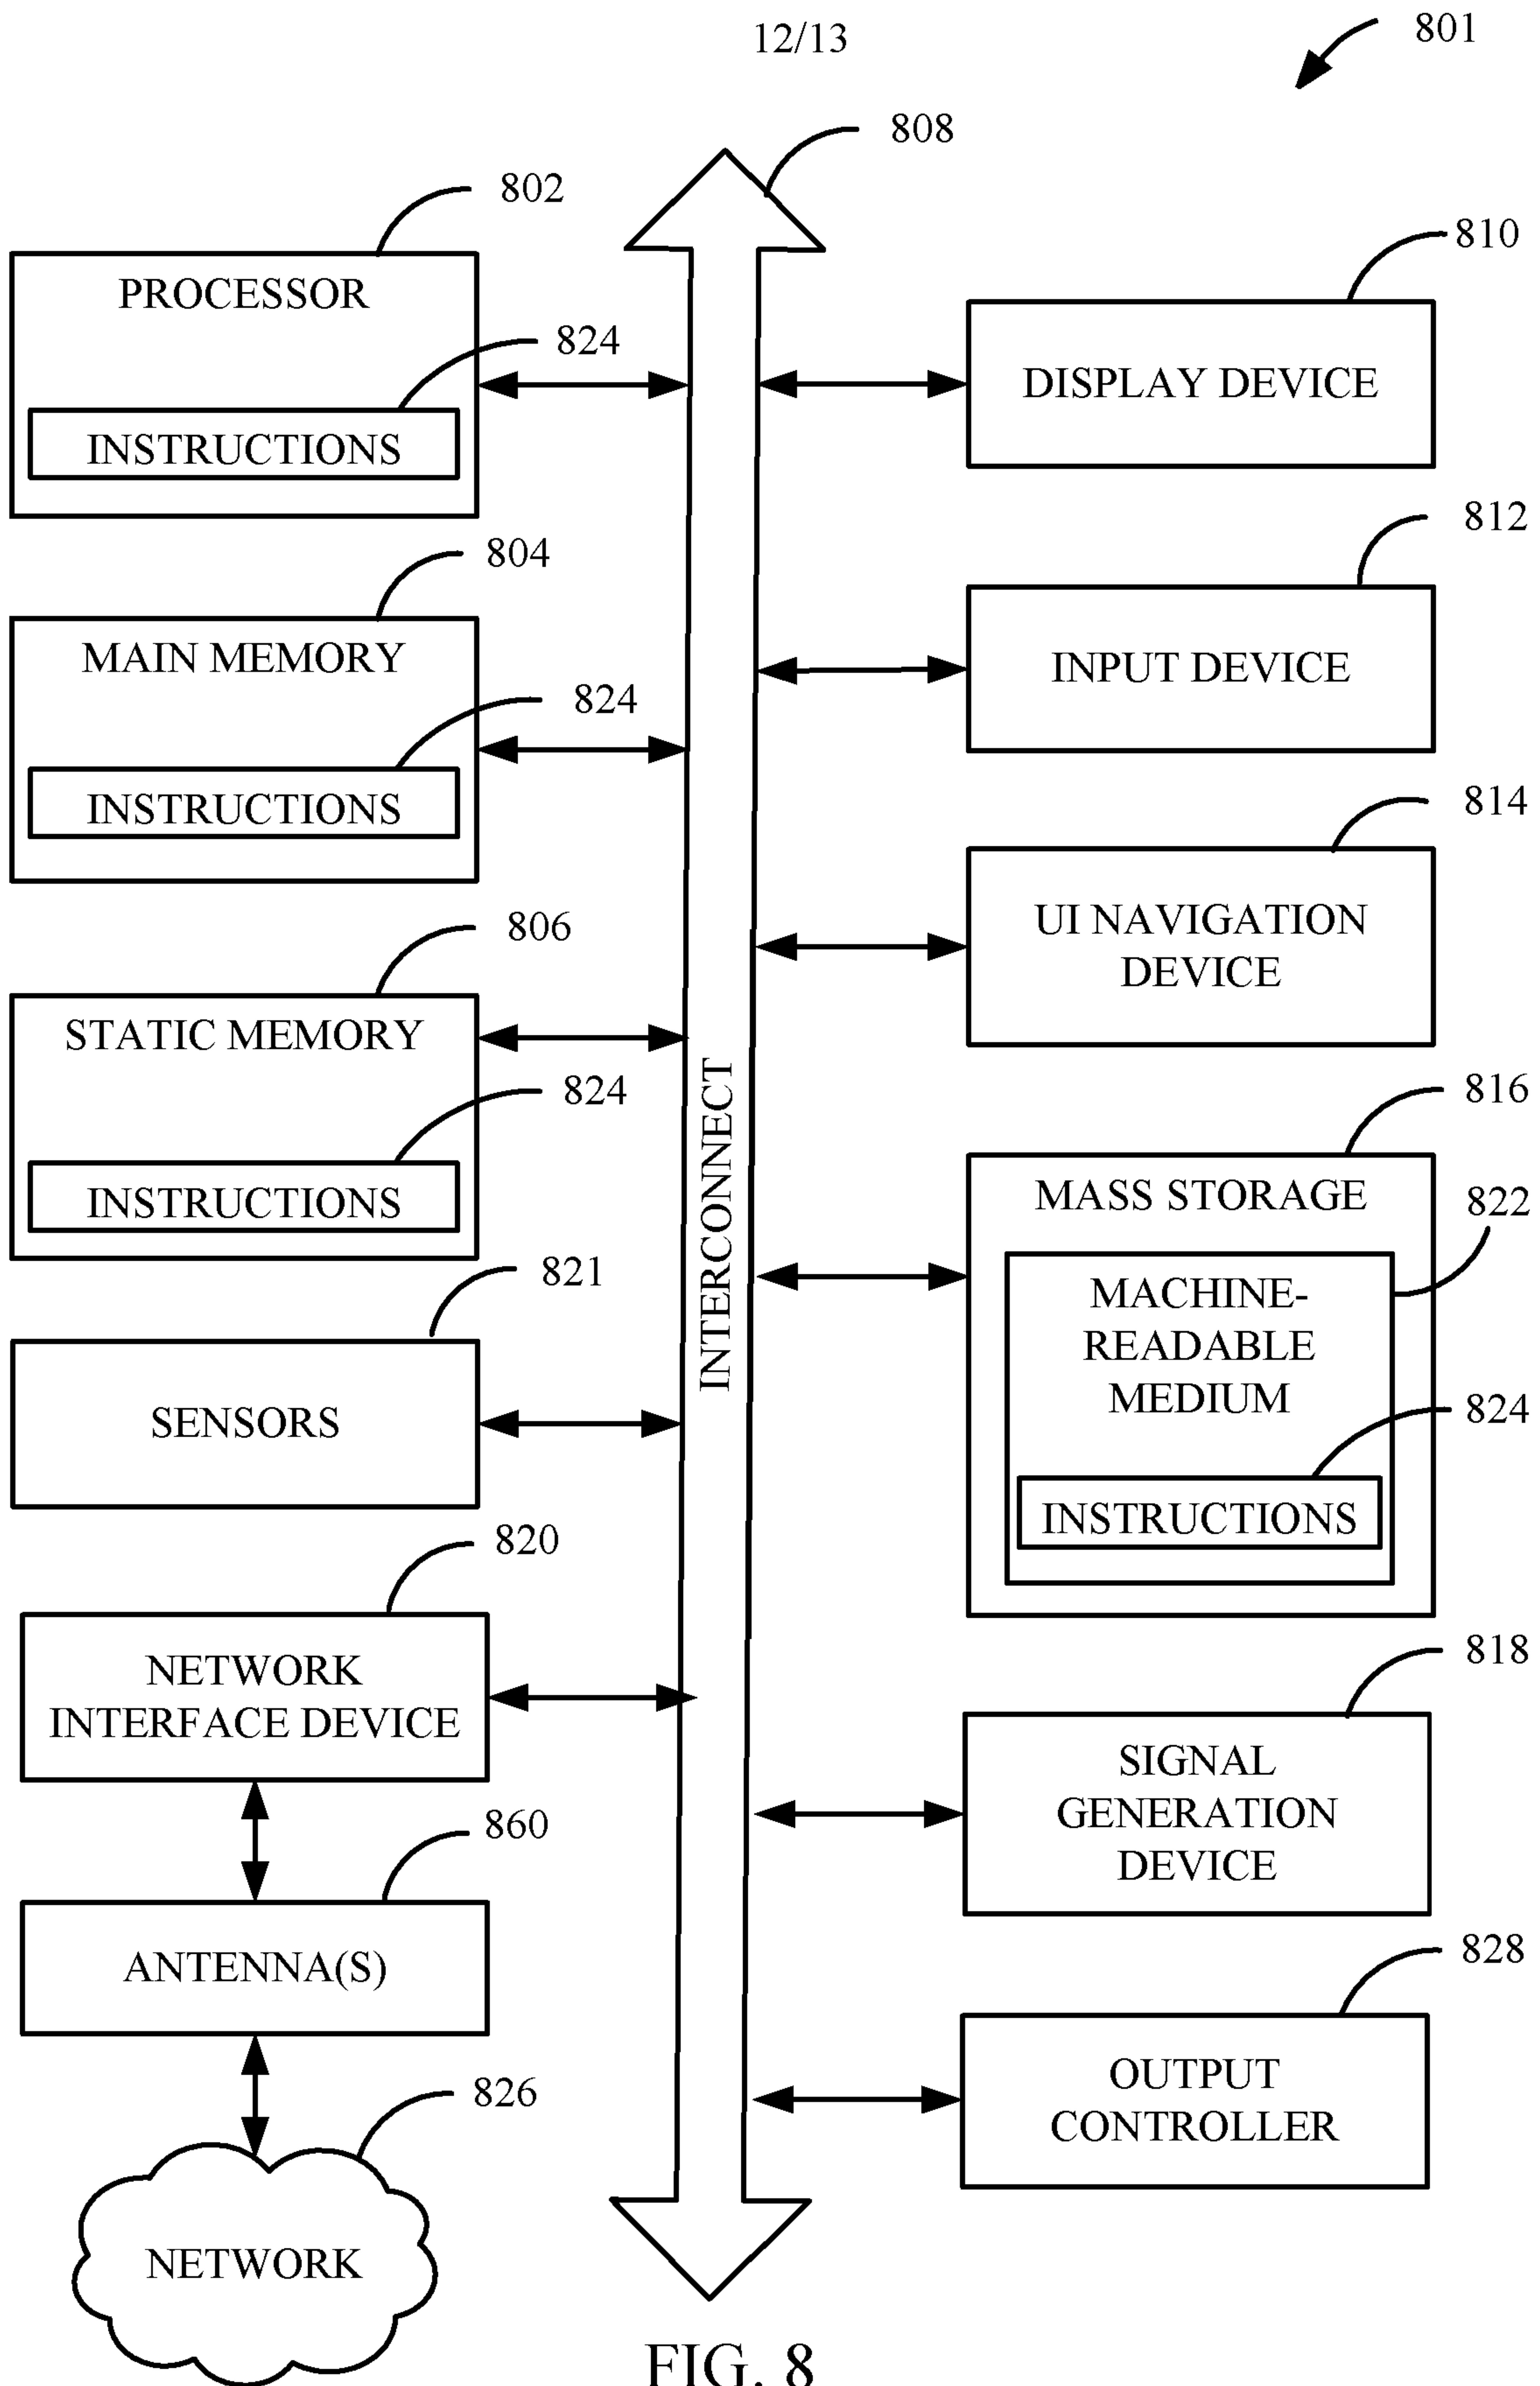 12/13
801
808
802
PROCESSOR
824
INSTRUCTIONS
804
MAIN MEMORY
824
INSTRUCTIONS
806
STATIC MEMORY
824
INSTRUCTIONS
821
SENSORS
820
NETWORK
INTERFACE DEVICE
860
ANTENNA(S)
826
NETWORK
INTERCONNECT
810
DISPLAY DEVICE
812
INPUT DEVICE
814
UI NAVIGATION
DEVICE
816
MASS STORAGE
822
MACHINE-
READABLE
MEDIUM
824
INSTRUCTIONS
818
SIGNAL
GENERATION
DEVICE
828
OUTPUT
CONTROLLER
FIG. 8